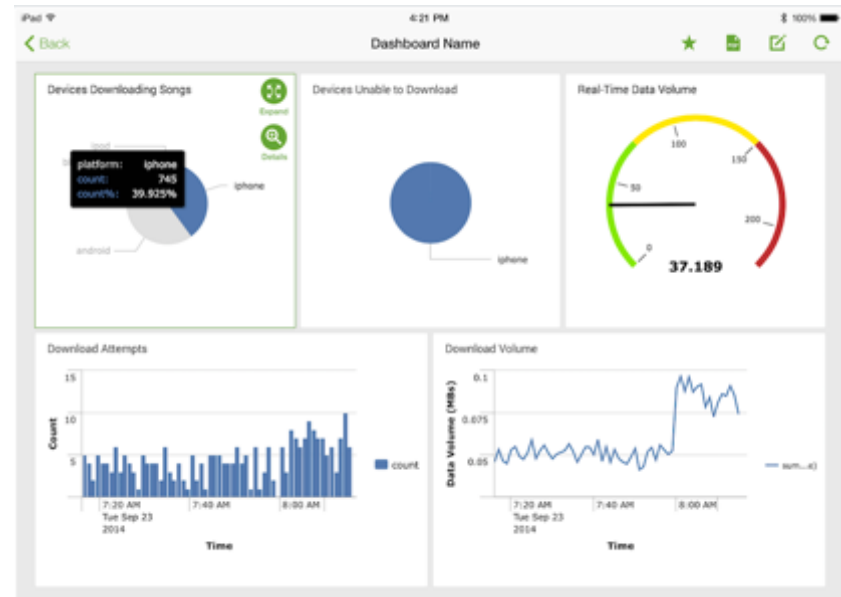 iPad 4:21 PM 100%
Back Dashboard Name
Devices Downloading Songs
Expand
Details
ipod
platform: iphone
count: 745
count%: 39.925%
iphone
android
Devices Unable to Download
iphone
Real-Time Data Volume
0
50
100
150
200
37.189
Download Attempts
15
10
5
Count
7:20 AM 7:40 AM 8:00 AM
Tue Sep 23
2014
Time
count
Download Volume
0.1
0.075
0.05
Data Volume (MBs)
7:20 AM 7:40 AM 8:00 AM
Tue Sep 23
2014
Time
sum...c)